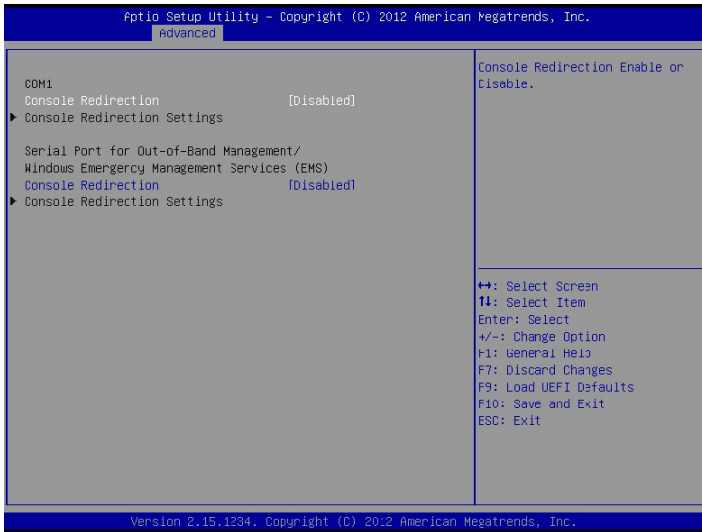 Aptio Setup Utility - Copyright (C) 2012 American Megatrends, Inc.
Advanced
COM1
Console Redirection [Disabled]
► Console Redirection Settings
Serial Port for Out-of-Band Management/
Windows Emergency Management Services (EMS)
Console Redirection [Disabled]
► Console Redirection Settings
Console Redirection Enable or
Disable.
↔: Select Screen
↑↓: Select Item
Enter: Select
+/-: Change Option
F1: General Help
F7: Discard Changes
F9: Load UEFI Defaults
F10: Save and Exit
ESC: Exit
Version 2.15.1234. Copyright (C) 2012 American Megatrends, Inc.